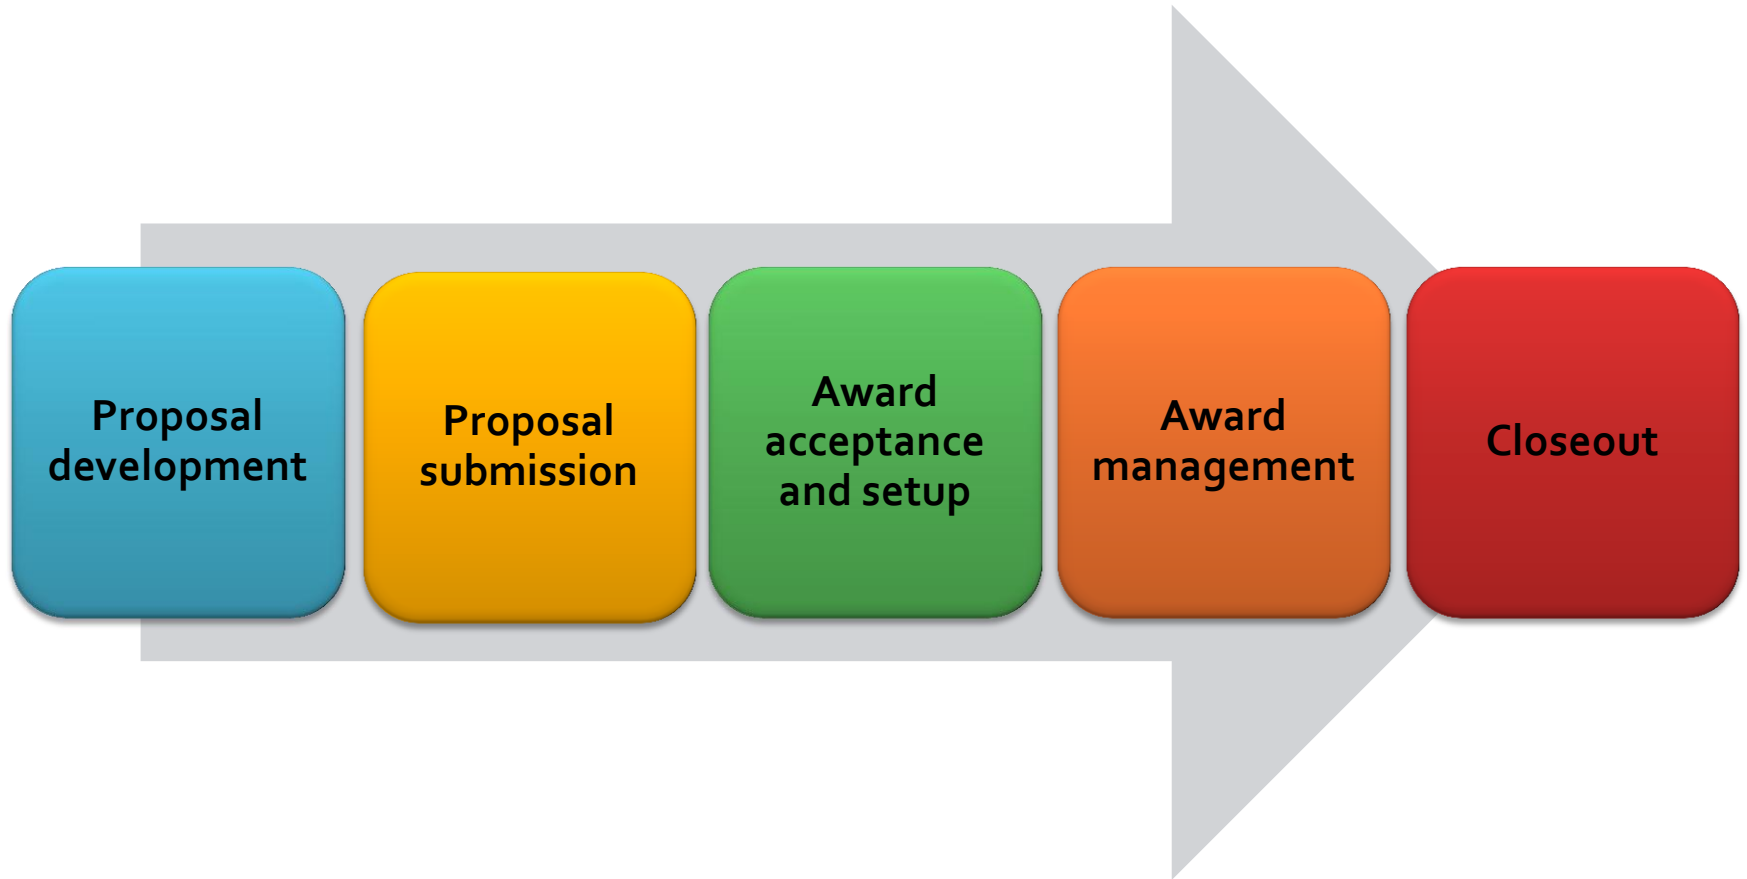 Proposal
development
Proposal
submission
Award
acceptance
and setup
Award
management
Closeout